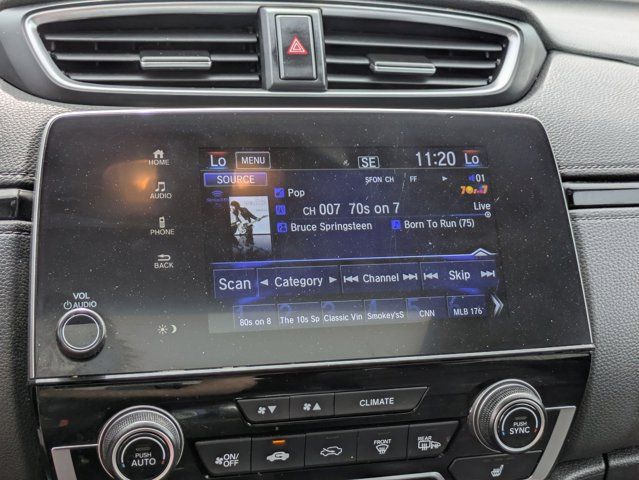 HOME
AUDIO
PHONE
BACK
VOL
AUDIO
Lo MENU SE 11:20 Lo
SOURCE SFON CH FF 01
Pop
CH 007 70s on 7 Live
Bruce Springsteen Born To Run (75)
Scan Category Channel Skip
80s on 8 The 10s Sp Classic Vin Smokey'sS CNN MLB 176
CLIMATE
PUSH AUTO
ON/OFF
FRONT
REAR
PUSH SYNC